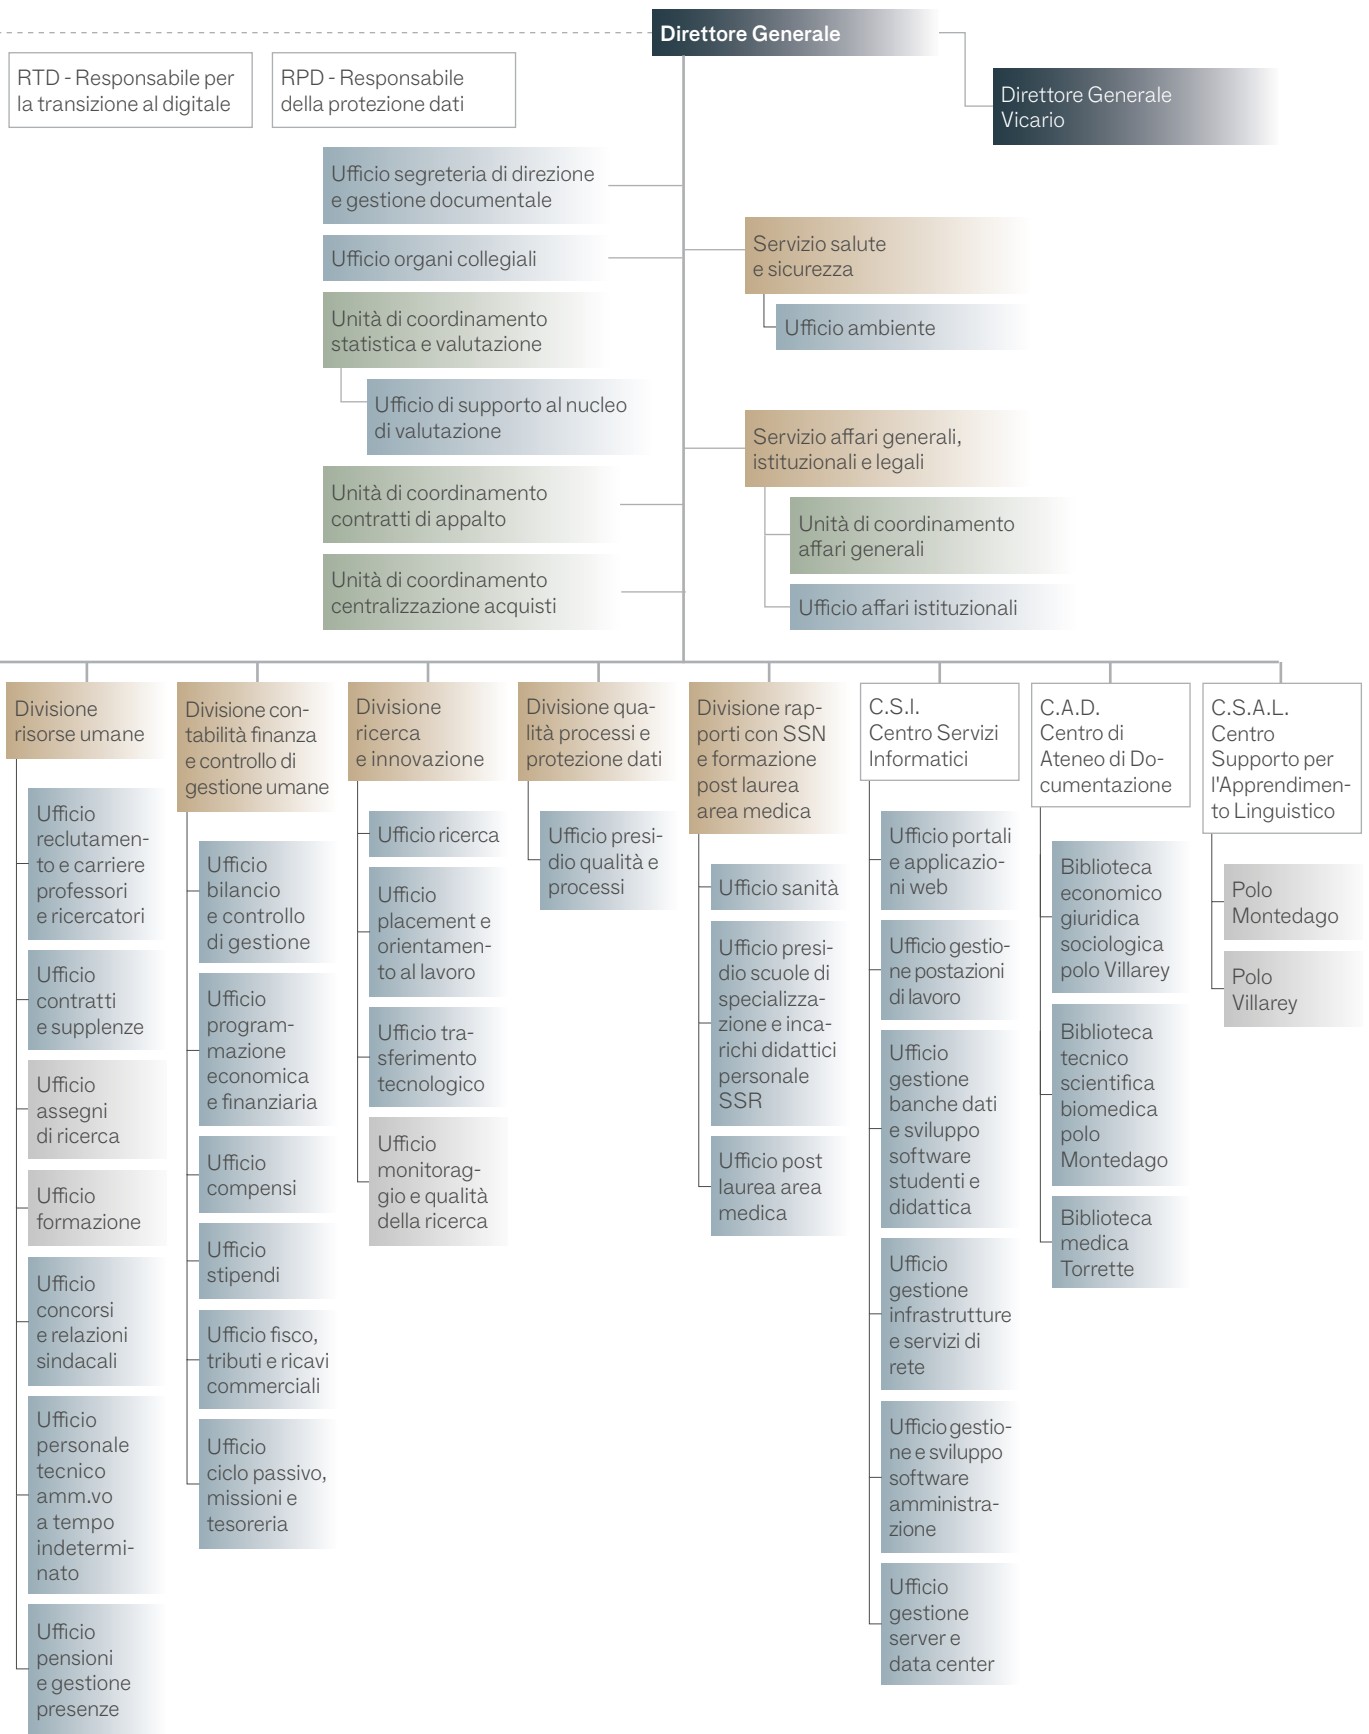 Direttore Generale
RTD - Responsabile per
la transizione al digitale
RPD - Responsabile
della protezione dati
Direttore Generale
Vicario
Ufficio segreteria di direzione
e gestione documentale
Ufficio organi collegiali
Unità di coordinamento
statistica e valutazione
Ufficio di supporto al nucleo
di valutazione
Unità di coordinamento
contratti di appalto
Unità di coordinamento
centralizzazione acquisti
Servizio salute
e sicurezza
Ufficio ambiente
Servizio affari generali,
istituzionali e legali
Unità di coordinamento
affari generali
Ufficio affari istituzionali
Divisione
risorse umane
Ufficio
reclutamen-
to e carriere
professori
e ricercatori
Ufficio
contratti
e supplenze
Ufficio
assegni
di ricerca
Ufficio
formazione
Ufficio
concorsi
e relazioni
sindacali
Ufficio
personale
tecnico
amm.vo
a tempo
indetermi-
nato
Ufficio
pensioni
e gestione
presenze
Divisione con-
tabilità finanza
e controllo di
gestione umane
Ufficio
bilancio
e controllo
di gestione
Ufficio
program-
mazione
economica
e finanziaria
Ufficio
compensi
Ufficio
stipendi
Ufficio fisco,
tributi e ricavi
commerciali
Ufficio
ciclo passivo,
missioni e
tesoreria
Divisione
ricerca
e innovazione
Ufficio ricerca
Ufficio
placement e
orientamen-
to al lavoro
Ufficio tra-
sferimento
tecnologico
Ufficio
monitorag-
gio e qualità
della ricerca
Divisione qua-
lità processi e
protezione dati
Ufficio presi-
dio qualità e
processi
Divisione rap-
porti con SSN
e formazione
post laurea
area medica
Ufficio sanità
Ufficio presi-
dio scuole di
specializza-
zione e inca-
richi didattici
personale
SSR
Ufficio post
laurea area
medica
C.S.I.
Centro Servizi
Informatici
Ufficio portali
e applicazio-
ni web
Ufficio gestio-
ne postazioni
di lavoro
Ufficio
gestione
banche dati
e sviluppo
software
studenti e
didattica
Ufficio
gestione
infrastrutture
e servizi di
rete
Ufficio gestio-
ne e sviluppo
software
amministra-
zione
Ufficio
gestione
server e
data center
C.A.D.
Centro di
Ateneo di Do-
cumentazione
Biblioteca
economico
giuridica
sociologica
polo Villarey
Biblioteca
tecnico
scientifica
biomedica
polo
Montedago
Biblioteca
medica
Torrette
C.S.A.L.
Centro
Supporto per
l'Apprendimen-
to Linguistico
Polo
Montedago
Polo
Villarey